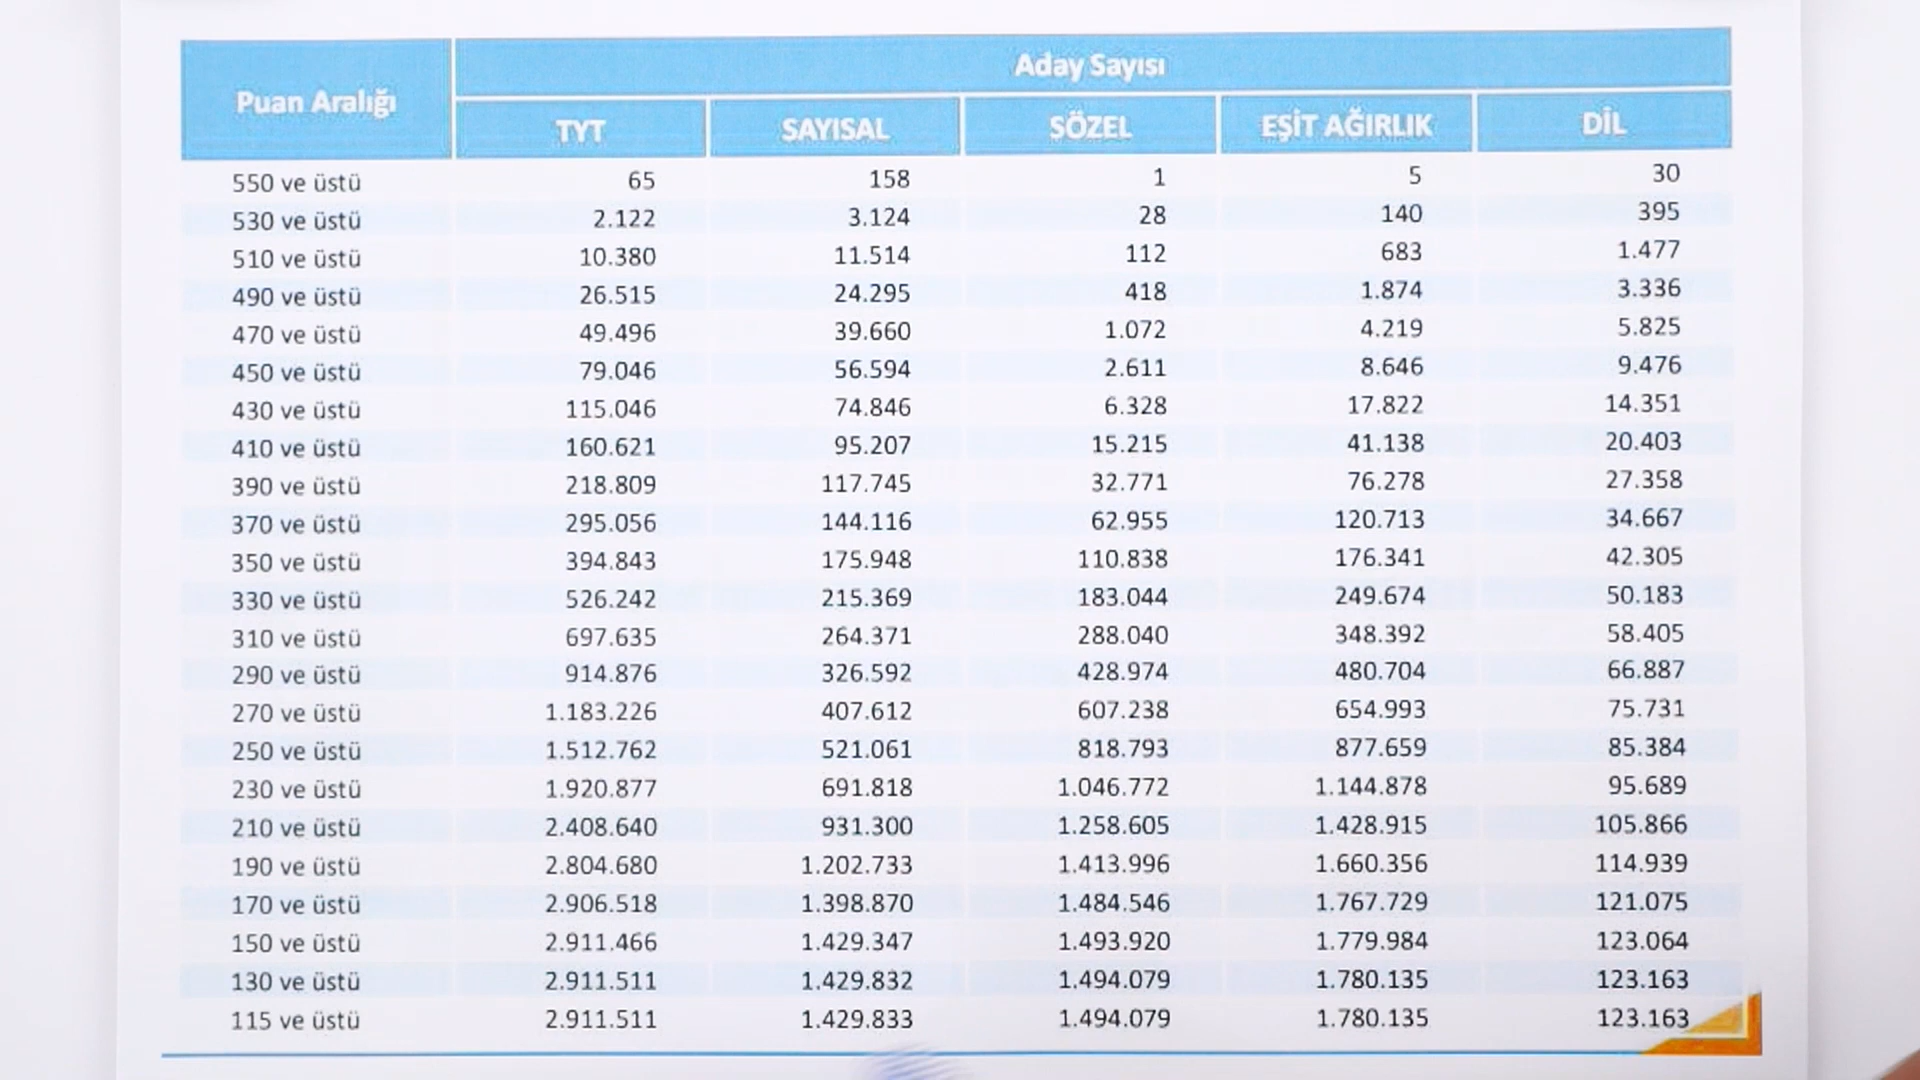 Puan Aralığı
Aday Sayısı
TYT SAYISAL SÖZEL EŞİT AĞIRLIK DİL
550 ve üstü 65 158 1 5 30
530 ve üstü 2.122 3.124 28 140 395
510 ve üstü 10.380 11.514 112 683 1.477
490 ve üstü 26.515 24.295 418 1.874 3.336
470 ve üstü 49.496 39.660 1.072 4.219 5.825
450 ve üstü 79.046 56.594 2.611 8.646 9.476
430 ve üstü 115.046 74.846 6.328 17.822 14.351
410 ve üstü 160.621 95.207 15.215 41.138 20.403
390 ve üstü 218.809 117.745 32.771 76.278 27.358
370 ve üstü 295.056 144.116 62.955 120.713 34.667
350 ve üstü 394.843 175.948 110.838 176.341 42.305
330 ve üstü 526.242 215.369 183.044 249.674 50.183
310 ve üstü 697.635 264.371 288.040 348.392 58.405
290 ve üstü 914.876 326.592 428.974 480.704 66.887
270 ve üstü 1.183.226 407.612 607.238 654.993 75.731
250 ve üstü 1.512.762 521.061 818.793 877.659 85.384
230 ve üstü 1.920.877 691.818 1.046.772 1.144.878 95.689
210 ve üstü 2.408.640 931.300 1.258.605 1.428.915 105.866
190 ve üstü 2.804.680 1.202.733 1.413.996 1.660.356 114.939
170 ve üstü 2.906.518 1.398.870 1.484.546 1.767.729 121.075
150 ve üstü 2.911.466 1.429.347 1.493.920 1.779.984 123.064
130 ve üstü 2.911.511 1.429.832 1.494.079 1.780.135 123.163
115 ve üstü 2.911.511 1.429.833 1.494.079 1.780.135 123.163